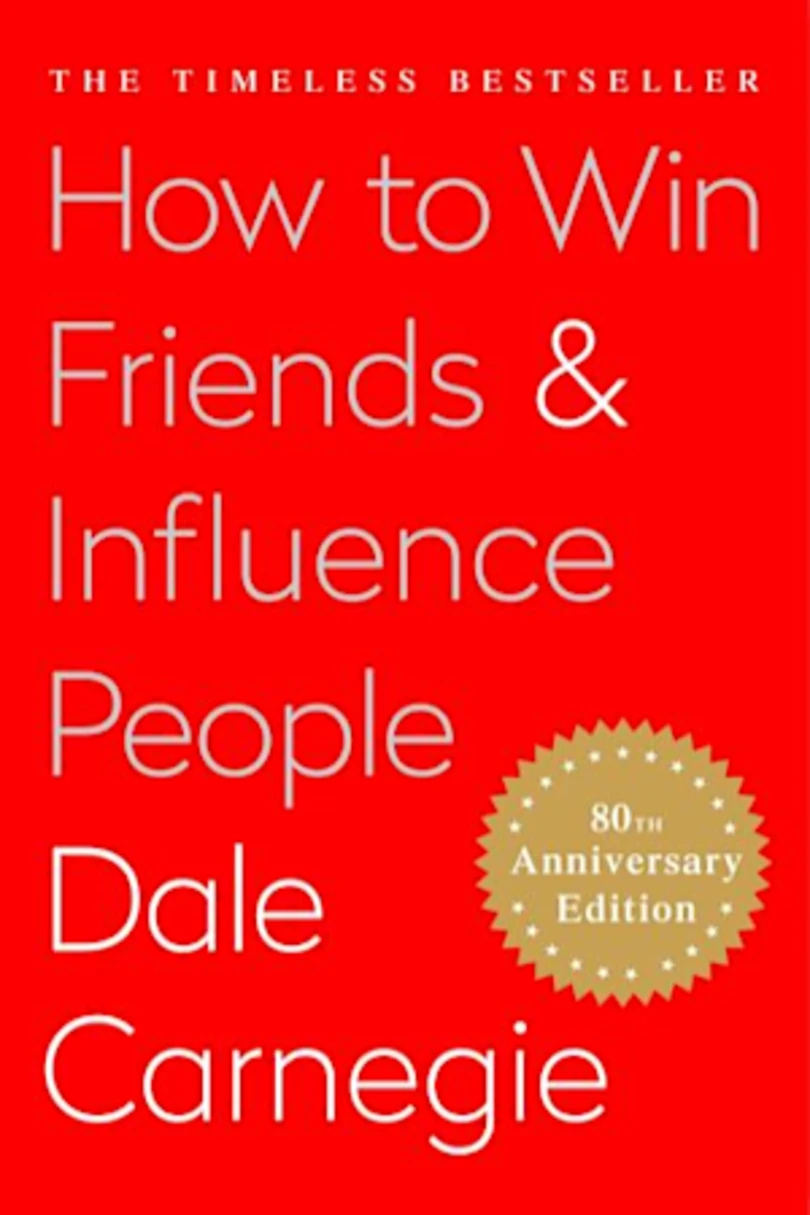 THE TIMELESS BESTSELLER
How to Win
Friends &
Influence
People
80TH
Anniversary
Edition
Dale
Carnegie